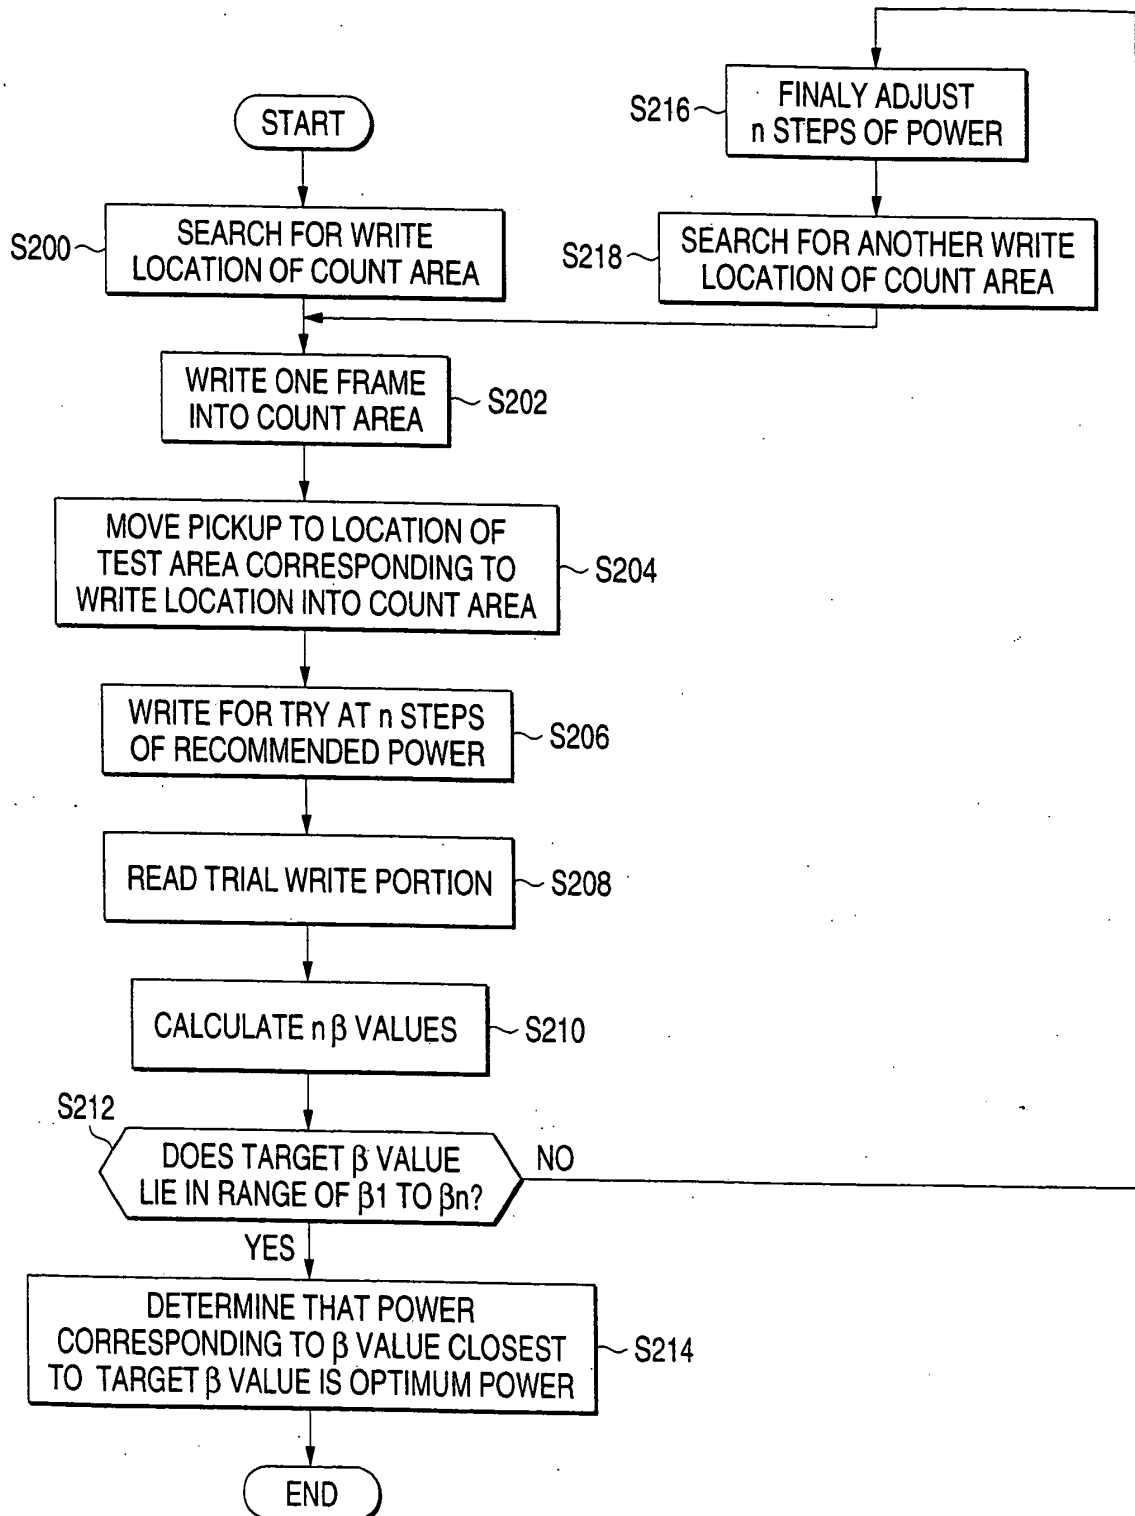 START
S200
SEARCH FOR WRITE
LOCATION OF COUNT AREA
S216
FINALY ADJUST
n STEPS OF POWER
S218
SEARCH FOR ANOTHER WRITE
LOCATION OF COUNT AREA
WRITE ONE FRAME
INTO COUNT AREA
S202
MOVE PICKUP TO LOCATION OF
TEST AREA CORRESPONDING TO
WRITE LOCATION INTO COUNT AREA
S204
WRITE FOR TRY AT n STEPS
OF RECOMMENDED POWER
S206
READ TRIAL WRITE PORTION
S208
CALCULATE n β VALUES
S210
S212
DOES TARGET β VALUE
LIE IN RANGE OF β1 TO βn?
NO
YES
DETERMINE THAT POWER
CORRESPONDING TO β VALUE CLOSEST
TO TARGET β VALUE IS OPTIMUM POWER
S214
END